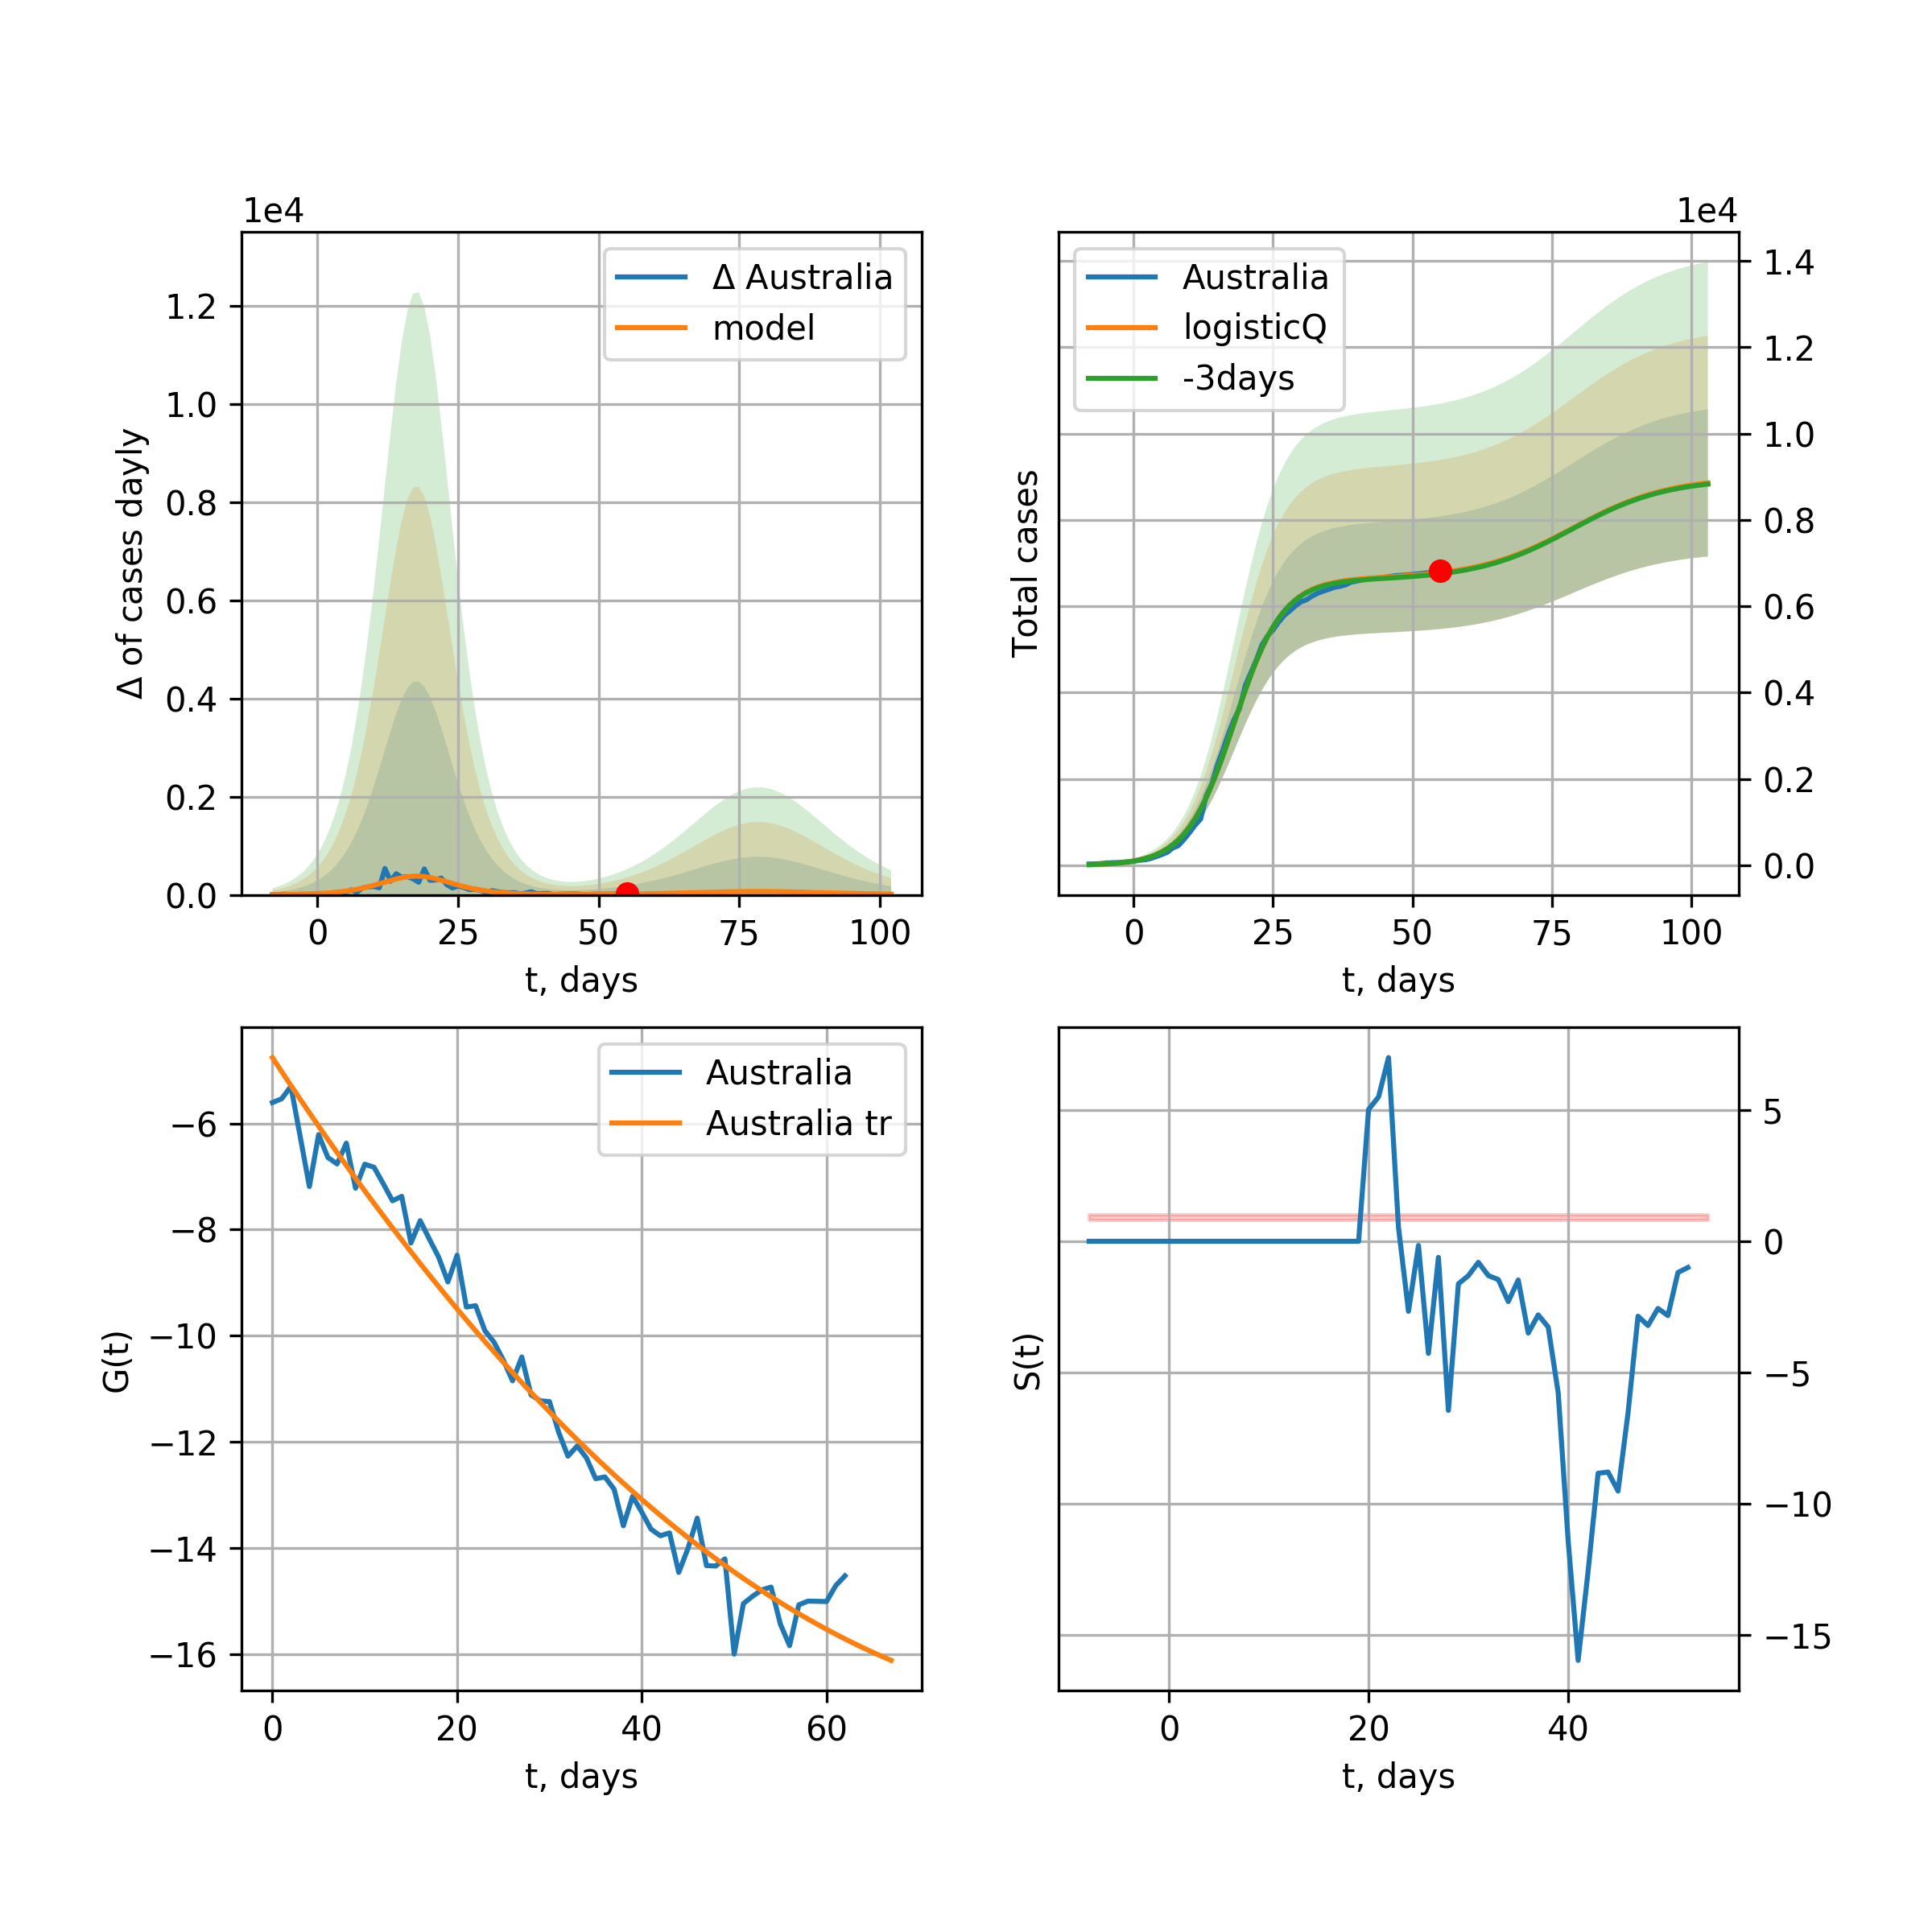 1e4
Δ of cases dayly
1.2
1.0
0.8
0.6
0.4
0.2
0.0
Δ Australia
model
0 25 50 75 100
t, days
1e4
Total cases
Australia
logisticQ
-3days
1.4
1.2
1.0
0.8
0.6
0.4
0.2
0.0
0 25 50 75 100
t, days
G(t)
−6
−8
−10
−12
−14
−16
Australia
Australia tr
0 20 40 60
t, days
S(t)
5
0
−5
−10
−15
0 20 40
t, days